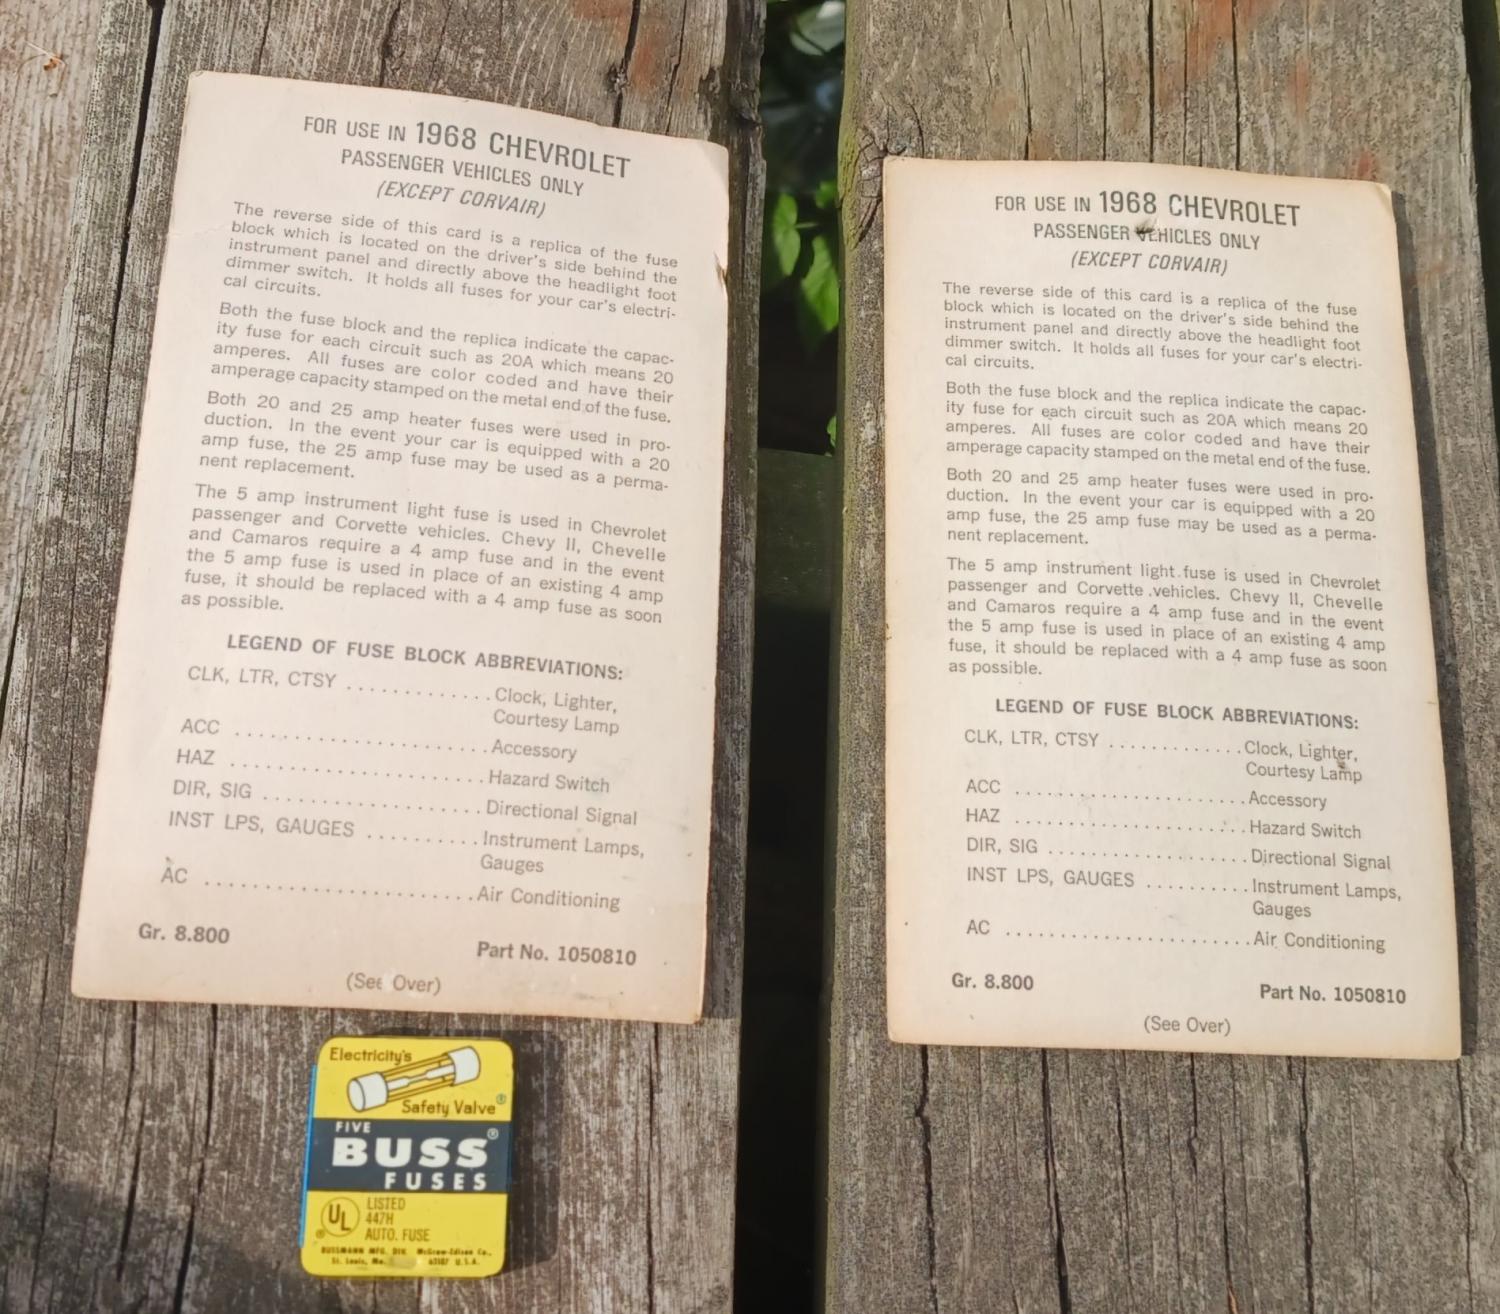 FOR USE IN 1968 CHEVROLET
PASSENGER VEHICLES ONLY
(EXCEPT CORVAIR)
The reverse side of this card is a replica of the fuse
block which is located on the driver's side behind the
instrument panel and directly above the headlight foot
dimmer switch. It holds all fuses for your car's electri-
cal circuits.
Both the fuse block and the replica indicate the capac-
ity fuse for each circuit such as 20A which means 20
amperes. All fuses are color coded and have their
amperage capacity stamped on the metal end of the fuse.
Both 20 and 25 amp heater fuses were used in pro-
duction. In the event your car is equipped with a 20
amp fuse, the 25 amp fuse may be used as a perma-
nent replacement.
The 5 amp instrument light fuse is used in Chevrolet
passenger and Corvette vehicles. Chevy II, Chevelle
and Camaros require a 4 amp fuse and in the event
the 5 amp fuse is used in place of an existing 4 amp
fuse, it should be replaced with a 4 amp fuse as soon
as possible.
LEGEND OF FUSE BLOCK ABBREVIATIONS:
CLK, LTR, CTSY .............Clock, Lighter,
Courtesy Lamp
ACC ......................Accessory
HAZ ......................Hazard Switch
DIR, SIG ...................Directional Signal
INST LPS, GAUGES ..........Instrument Lamps,
Gauges
AC .......................Air Conditioning
Gr. 8.800 Part No. 1050810
(See Over)
Electricity's
Safety Valve®
FIVE
BUSS®
FUSES
UL® LISTED
447H
AUTO. FUSE
BUSSMANN MFG. DIV. McGraw-Edison Co.,
St. Louis, Mo. 63107 U.S.A.
FOR USE IN 1968 CHEVROLET
PASSENGER VEHICLES ONLY
(EXCEPT CORVAIR)
The reverse side of this card is a replica of the fuse
block which is located on the driver's side behind the
instrument panel and directly above the headlight foot
dimmer switch. It holds all fuses for your car's electri-
cal circuits.
Both the fuse block and the replica indicate the capac-
ity fuse for each circuit such as 20A which means 20
amperes. All fuses are color coded and have their
amperage capacity stamped on the metal end of the fuse.
Both 20 and 25 amp heater fuses were used in pro-
duction. In the event your car is equipped with a 20
amp fuse, the 25 amp fuse may be used as a perma-
nent replacement.
The 5 amp instrument light fuse is used in Chevrolet
passenger and Corvette vehicles. Chevy II, Chevelle
and Camaros require a 4 amp fuse and in the event
the 5 amp fuse is used in place of an existing 4 amp
fuse, it should be replaced with a 4 amp fuse as soon
as possible.
LEGEND OF FUSE BLOCK ABBREVIATIONS:
CLK, LTR, CTSY .............Clock, Lighter,
Courtesy Lamp
ACC ......................Accessory
HAZ ......................Hazard Switch
DIR, SIG ...................Directional Signal
INST LPS, GAUGES ..........Instrument Lamps,
Gauges
AC .......................Air Conditioning
Gr. 8.800 Part No. 1050810
(See Over)